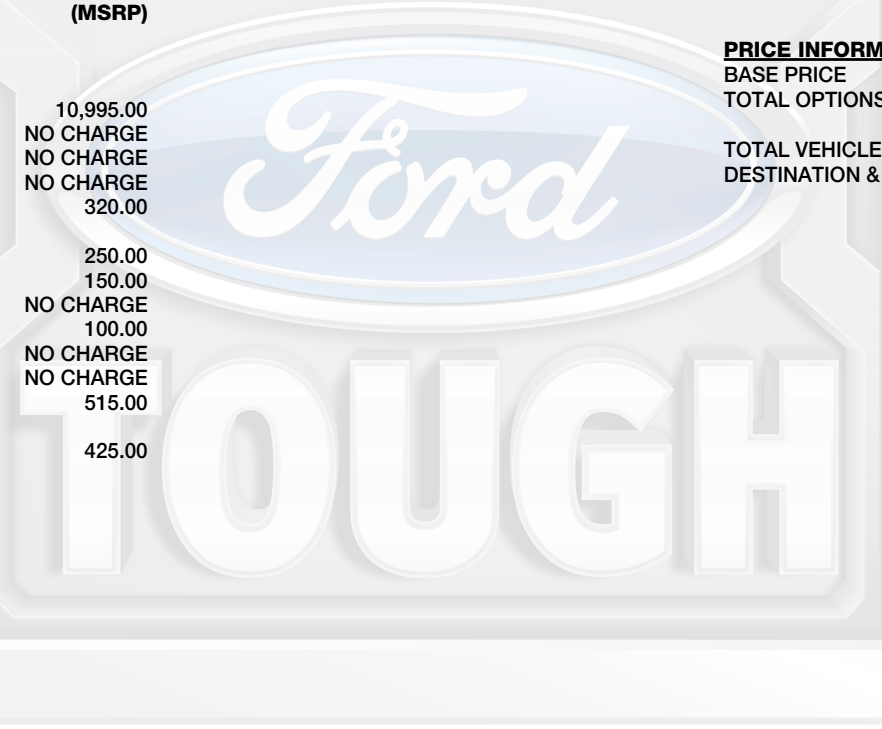 (MSRP)
10,995.00
NO CHARGE
NO CHARGE
NO CHARGE
320.00
250.00
150.00
NO CHARGE
100.00
NO CHARGE
NO CHARGE
515.00
425.00
PRICE INFORM
BASE PRICE
TOTAL OPTIONS
TOTAL VEHICLE
DESTINATION &
Ford
TOUGH